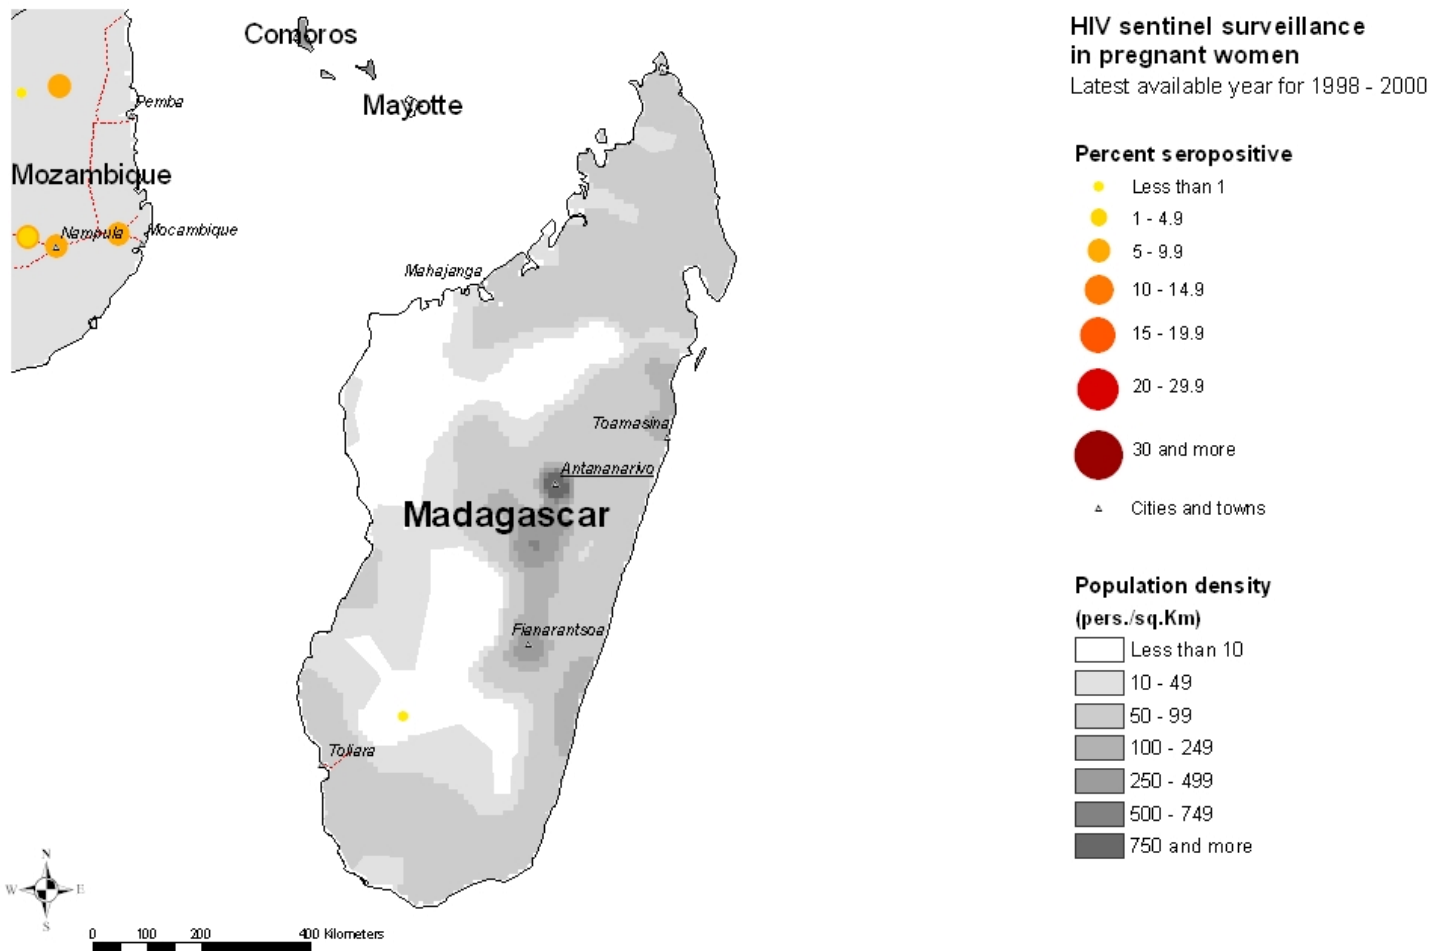 HIV sentinel surveillance
in pregnant women
Latest available year for 1998 - 2000
Comoros
Mayotte
Pemba
Mozambique
Nampula
Mocambique
Mahajanga
Toamasina
Antananarivo
Madagascar
Fianarantsoa
Toliara
Percent seropositive
Less than 1
1 - 4.9
5 - 9.9
10 - 14.9
15 - 19.9
20 - 29.9
30 and more
Cities and towns
Population density
(pers./sq.Km)
Less than 10
10 - 49
50 - 99
100 - 249
250 - 499
500 - 749
750 and more
N
W E
S
0 100 200 400 Kilometers